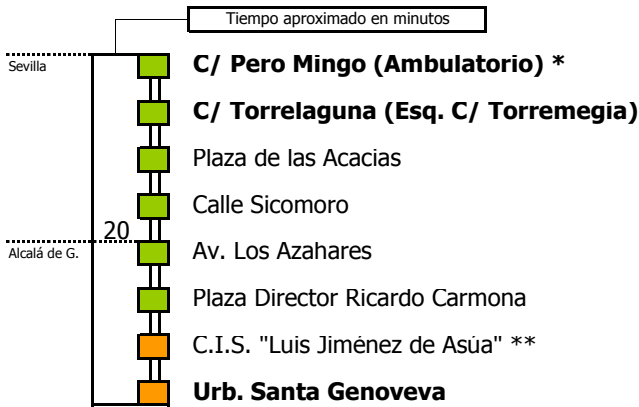 Tiempo aproximado en minutos
Sevilla
C/ Pero Mingo (Ambulatorio) *
C/ Torrelaguna (Esq. C/ Torremegía)
Plaza de las Acacias
Calle Sicomoro
20
Alcalá de G.
Av. Los Azahares
Plaza Director Ricardo Carmona
C.I.S. "Luis Jiménez de Asúa" **
Urb. Santa Genoveva